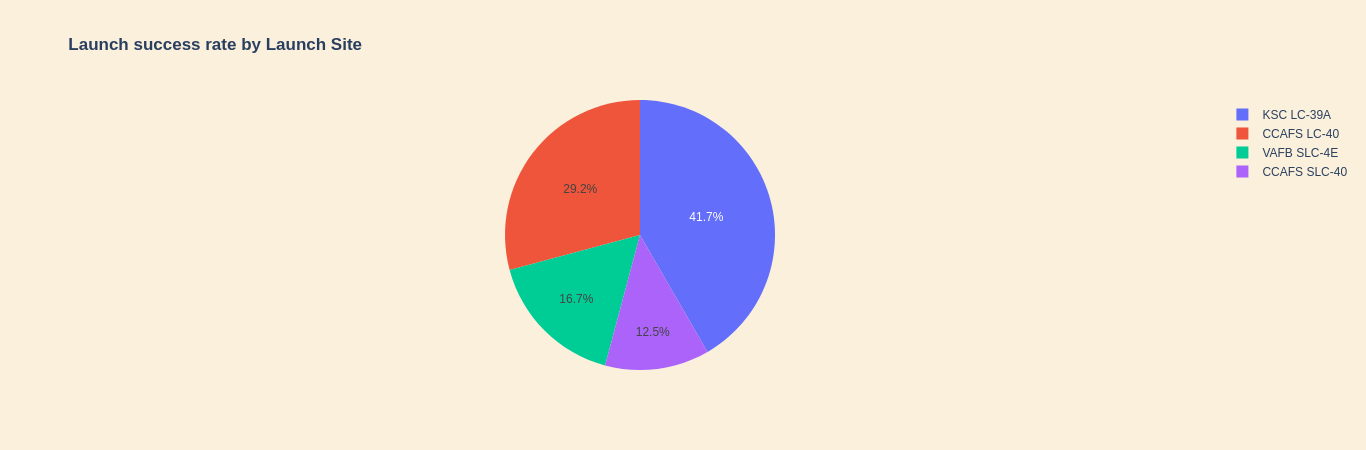 Launch success rate by Launch Site
KSC LC-39A
CCAFS LC-40
VAFB SLC-4E
CCAFS SLC-40
29.2%
41.7%
16.7%
12.5%